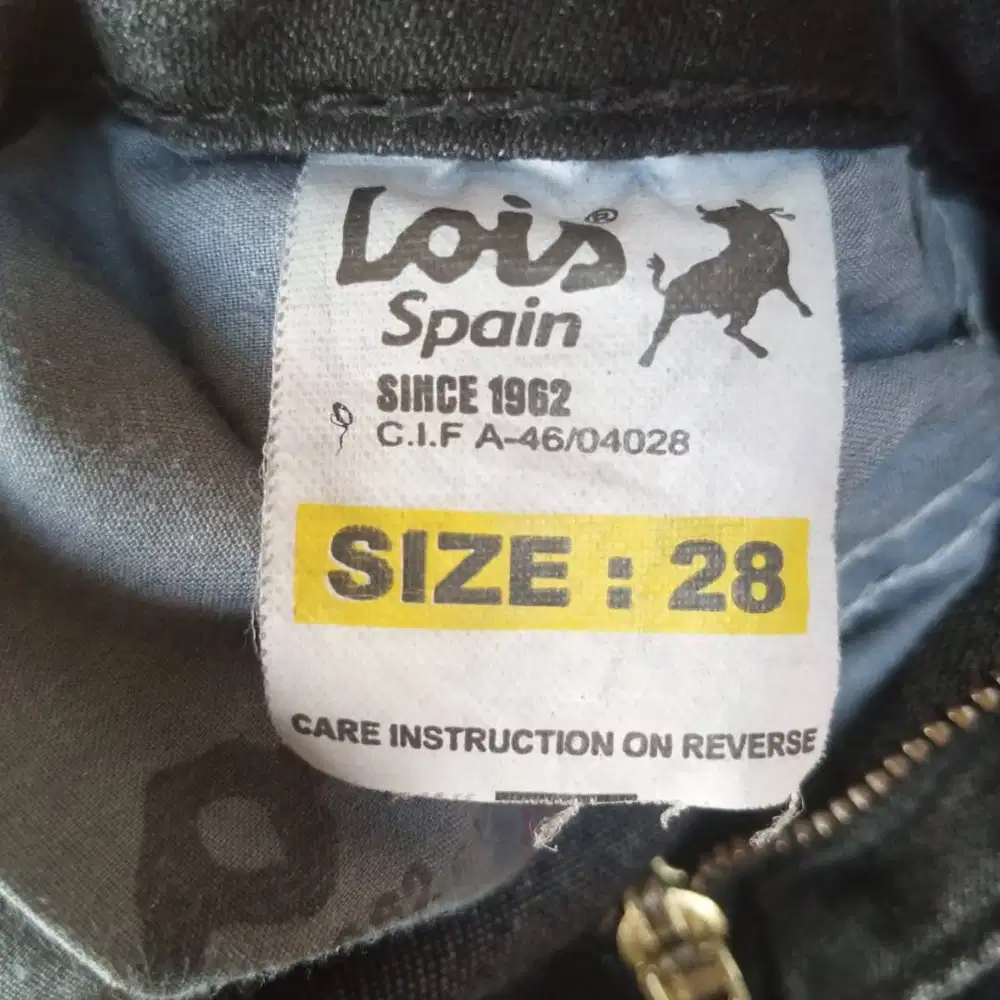 Lois®
Spain
SINCE 1962
C.I.F A-46/04028
SIZE : 28
CARE INSTRUCTION ON REVERSE